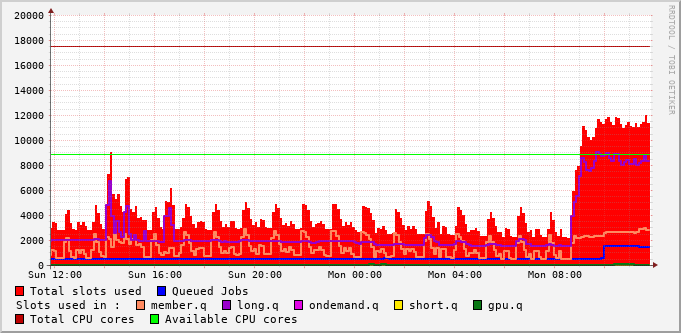 20000
18000
16000
14000
12000
10000
8000
6000
4000
2000
0
Sun 12:00 Sun 16:00 Sun 20:00 Mon 00:00 Mon 04:00 Mon 08:00
Total slots used Queued Jobs
Slots used in : member.q long.q ondemand.q short.q gpu.q
Total CPU cores Available CPU cores
RRDTOOL / TOBI OETIKER